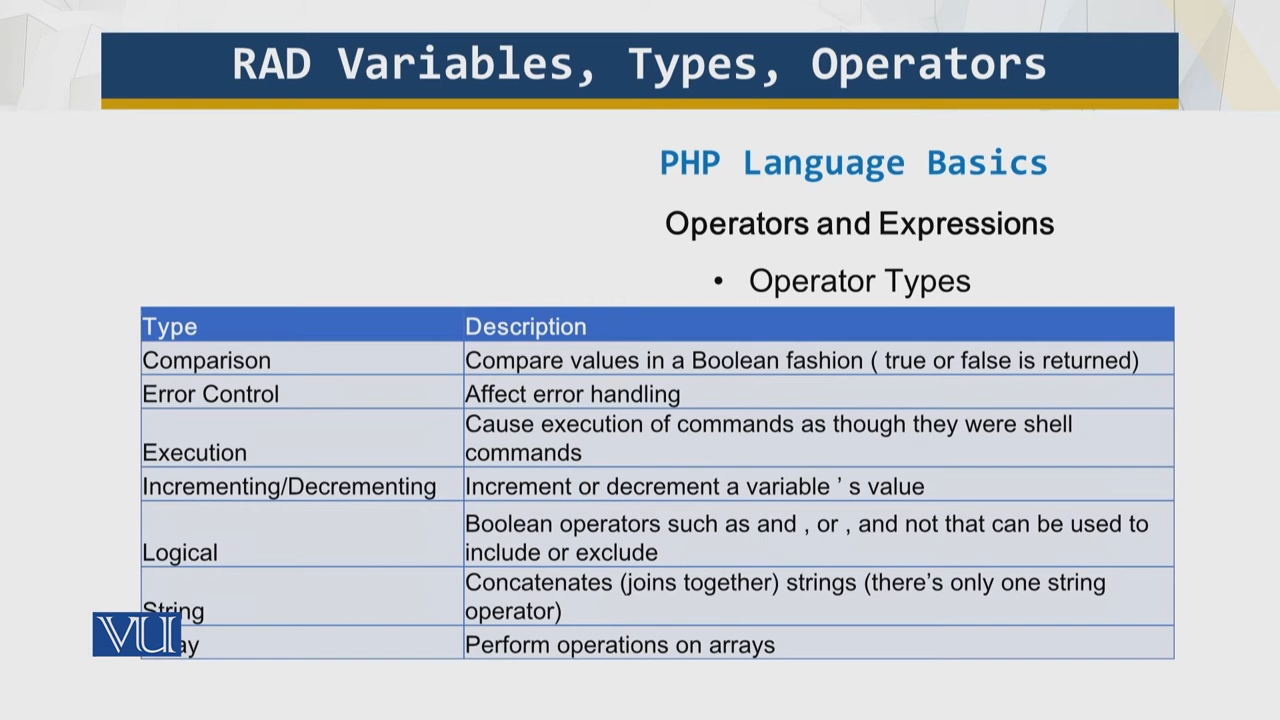 RAD Variables, Types, Operators
PHP Language Basics
Operators and Expressions
• Operator Types
Type Description
Comparison Compare values in a Boolean fashion ( true or false is returned)
Error Control Affect error handling
Cause execution of commands as though they were shell
Execution commands
Incrementing/Decrementing Increment or decrement a variable ’ s value
Boolean operators such as and , or , and not that can be used to
Logical include or exclude
Concatenates (joins together) strings (there’s only one string
String operator)
Perform operations on arrays
VU